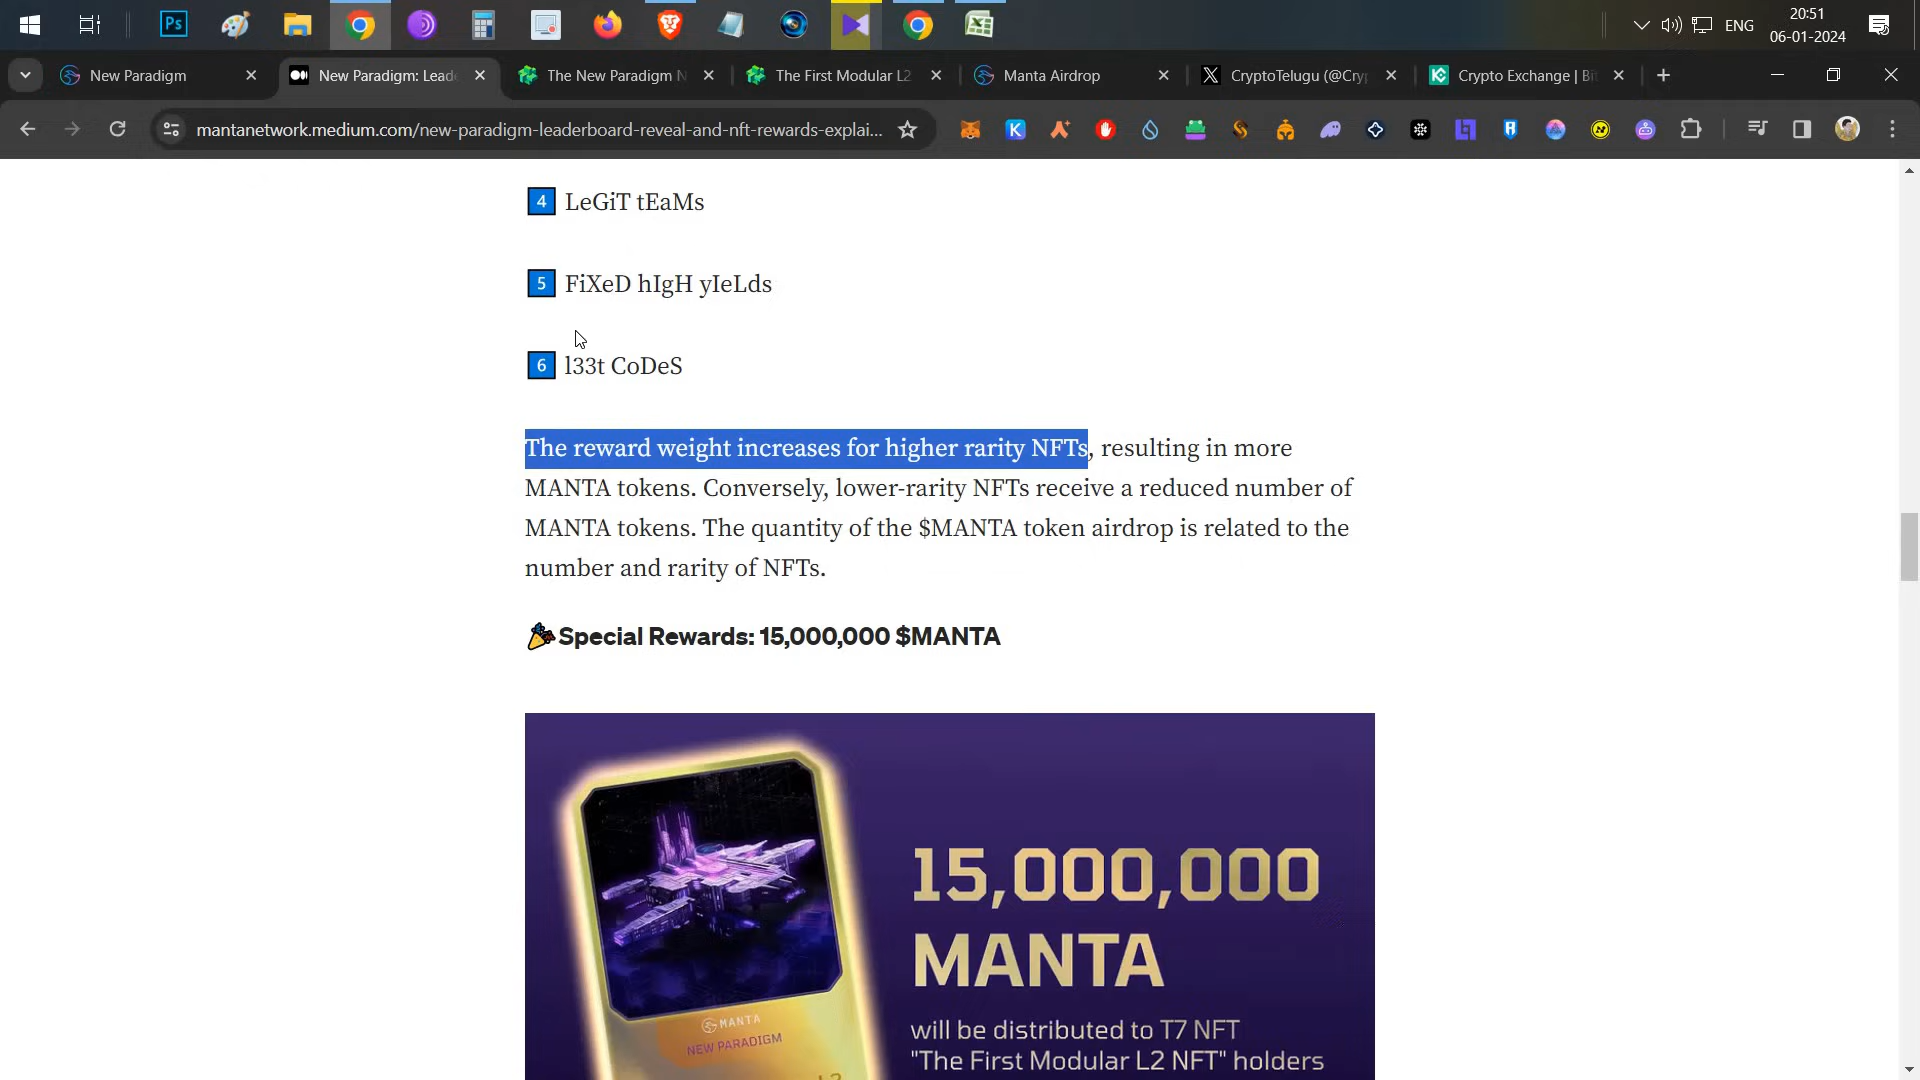 20:51
ENG
06-01-2024
New Paradigm
New Paradigm: Lead
The New Paradigm N
The First Modular L2
Manta Airdrop
CryptoTelugu (@Cry
Crypto Exchange | Bi
mantanetwork.medium.com/new-paradigm-leaderboard-reveal-and-nft-rewards-explai...
4 LeGiT tEaMs
5 FiXeD hIgH yIeLds
6 l33t CoDeS
The reward weight increases for higher rarity NFTs, resulting in more
MANTA tokens. Conversely, lower-rarity NFTs receive a reduced number of
MANTA tokens. The quantity of the $MANTA token airdrop is related to the
number and rarity of NFTs.
🎉Special Rewards: 15,000,000 $MANTA
15,000,000
MANTA
will be distributed to T7 NFT
"The First Modular L2 NFT" holders
MANTA
NEW PARADIGM